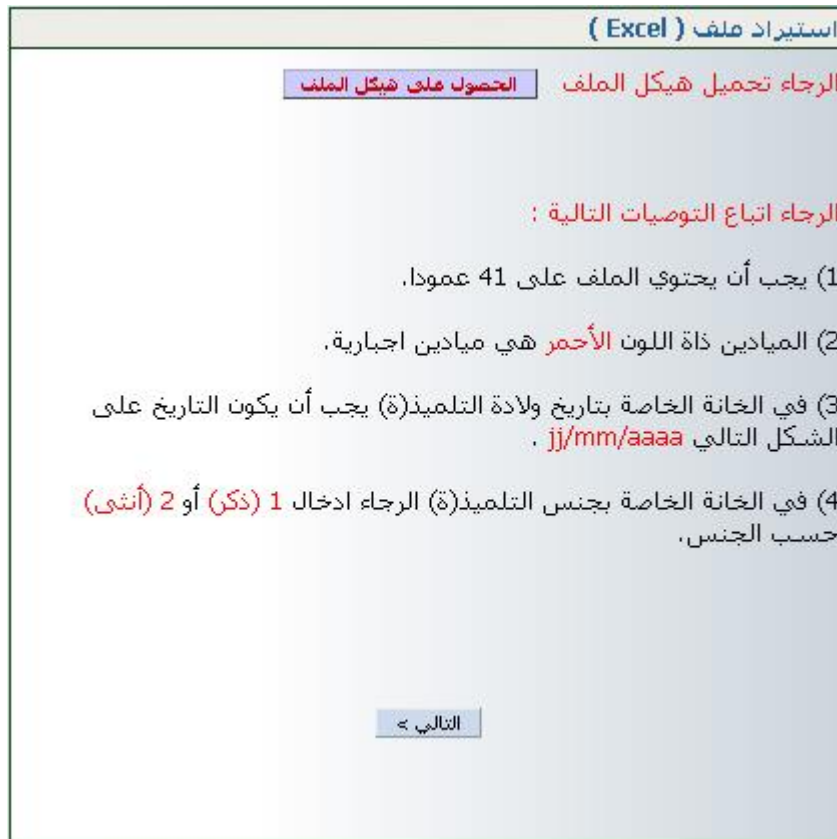 استيراد ملف ( Excel )
الرجاء تحميل هيكل الملف الحصول على هيكل الملف
الرجاء اتباع التوصيات التالية :
1) يجب أن يحتوي الملف على 41 عمودا.
2) الميادين ذاة اللون الأحمر هي ميادين اجبارية.
3) في الخانة الخاصة بتاريخ ولادة التلميذ(ة) يجب أن يكون التاريخ على
الشكل التالي jj/mm/aaaa .
4) في الخانة الخاصة بجنس التلميذ(ة) الرجاء ادخال 1 (ذكر) أو 2 (أنثى)
حسب الجنس.
التالي >